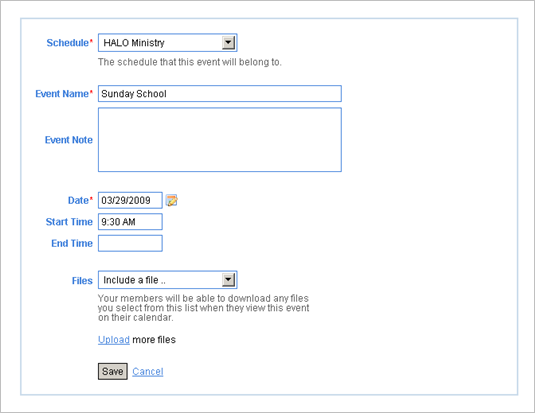 Schedule* HALO Ministry
The schedule that this event will belong to.
Event Name* Sunday School
Event Note
Date* 03/29/2009
Start Time 9:30 AM
End Time
Files Include a file ..
Your members will be able to download any files
you select from this list when they view this event
on their calendar.
Upload more files
Save Cancel